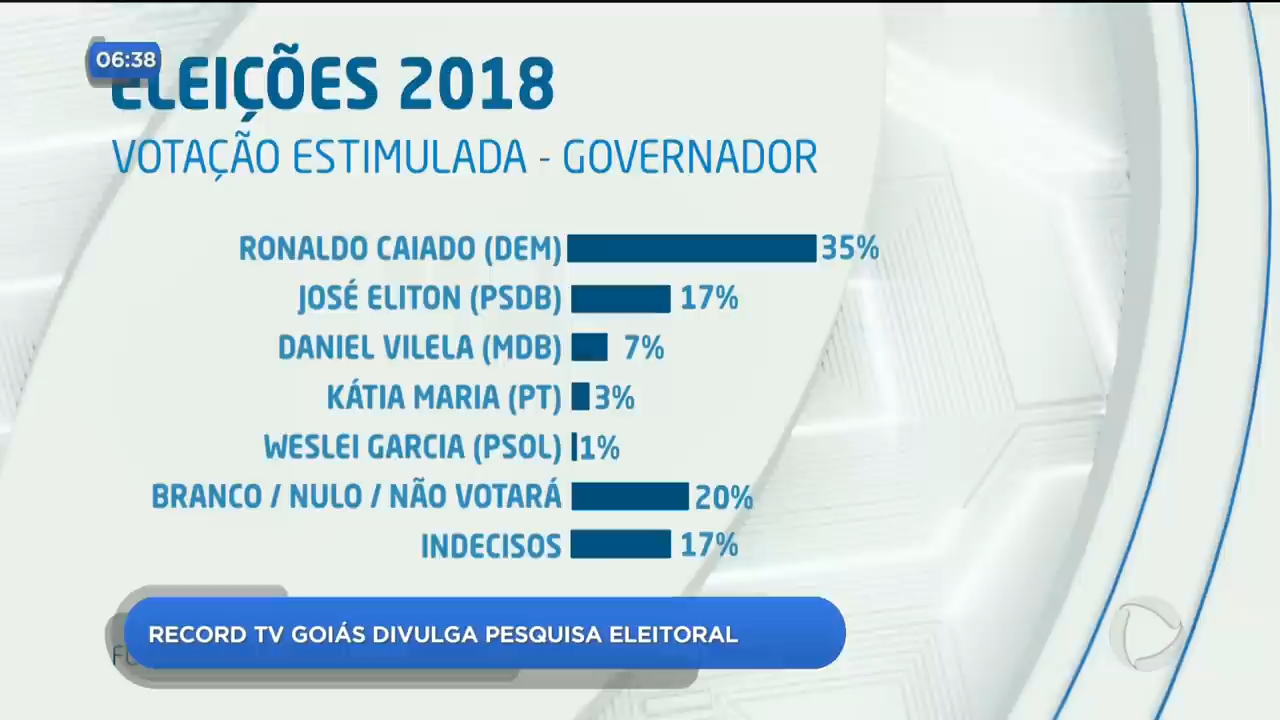 06:38
ELEIÇÕES 2018
VOTAÇÃO ESTIMULADA - GOVERNADOR
RONALDO CAIADO (DEM) 35%
JOSÉ ELITON (PSDB) 17%
DANIEL VILELA (MDB) 7%
KÁTIA MARIA (PT) 3%
WESLEI GARCIA (PSOL) 1%
BRANCO / NULO / NÃO VOTARÁ 20%
INDECISOS 17%
RECORD TV GOIÁS DIVULGA PESQUISA ELEITORAL